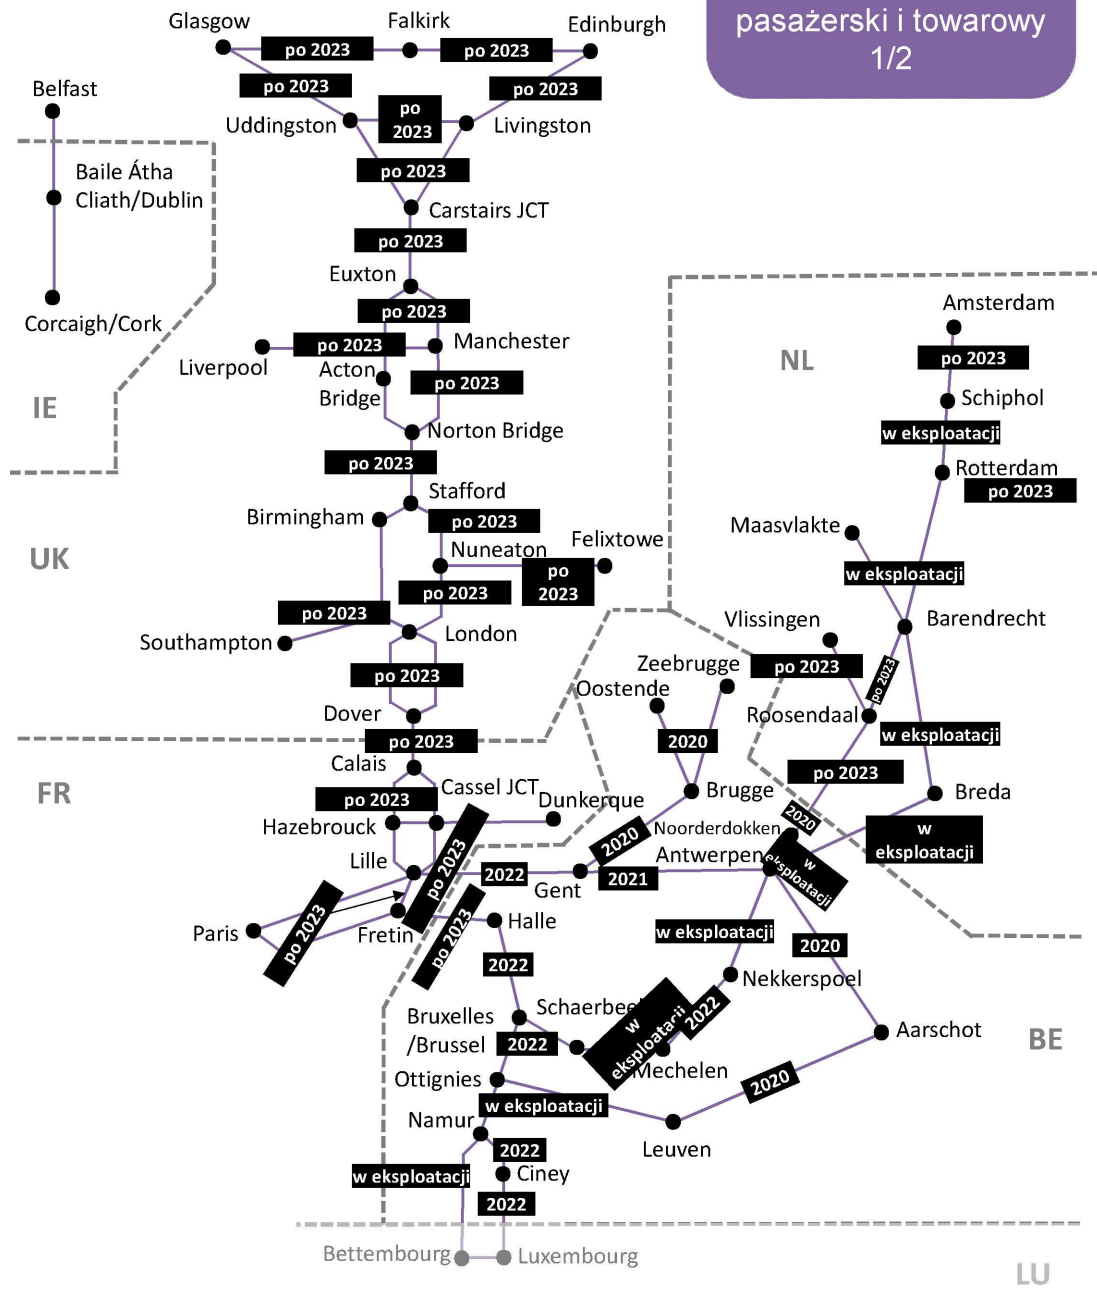 pasażerski i towarowy
1/2
Glasgow
Falkirk
Edinburgh
po 2023
po 2023
po 2023
po 2023
Belfast
Uddingston
po
2023
Livingston
Baile Átha
Cliath/Dublin
po 2023
Carstairs JCT
po 2023
Euxton
Corcaigh/Cork
po 2023
Amsterdam
Liverpool
po 2023
Manchester
NL
po 2023
Acton
Bridge
po 2023
Schiphol
IE
Norton Bridge
w eksploatacji
po 2023
Rotterdam
po 2023
Stafford
Birmingham
po 2023
Maasvlakte
Nuneaton
Felixtowe
UK
po
2023
w eksploatacji
po 2023
po 2023
Southampton
London
Vlissingen
Barendrecht
po 2023
Zeebrugge
po 2023
po 2023
Oostende
Dover
Roosendaal
po 2023
2020
w eksploatacji
Calais
po 2023
FR
Cassel JCT
po 2023
Dunkerque
Brugge
Breda
Hazebrouck
2020
Noorderdokken
2020
w
eksploatacji
Lille
po 2023
2022
Gent
2021
Antwerpen
w
eksploatacji
Paris
po 2023
Fretin
po 2023
Halle
w eksploatacji
2020
2022
Nekkerspoel
Bruxelles
/Brussel
Schaerbeek
w
eksploatacji
2022
Aarschot
BE
2022
Mechelen
Ottignies
2020
w eksploatacji
Namur
Leuven
2022
w eksploatacji
Ciney
2022
Bettembourg
Luxembourg
LU